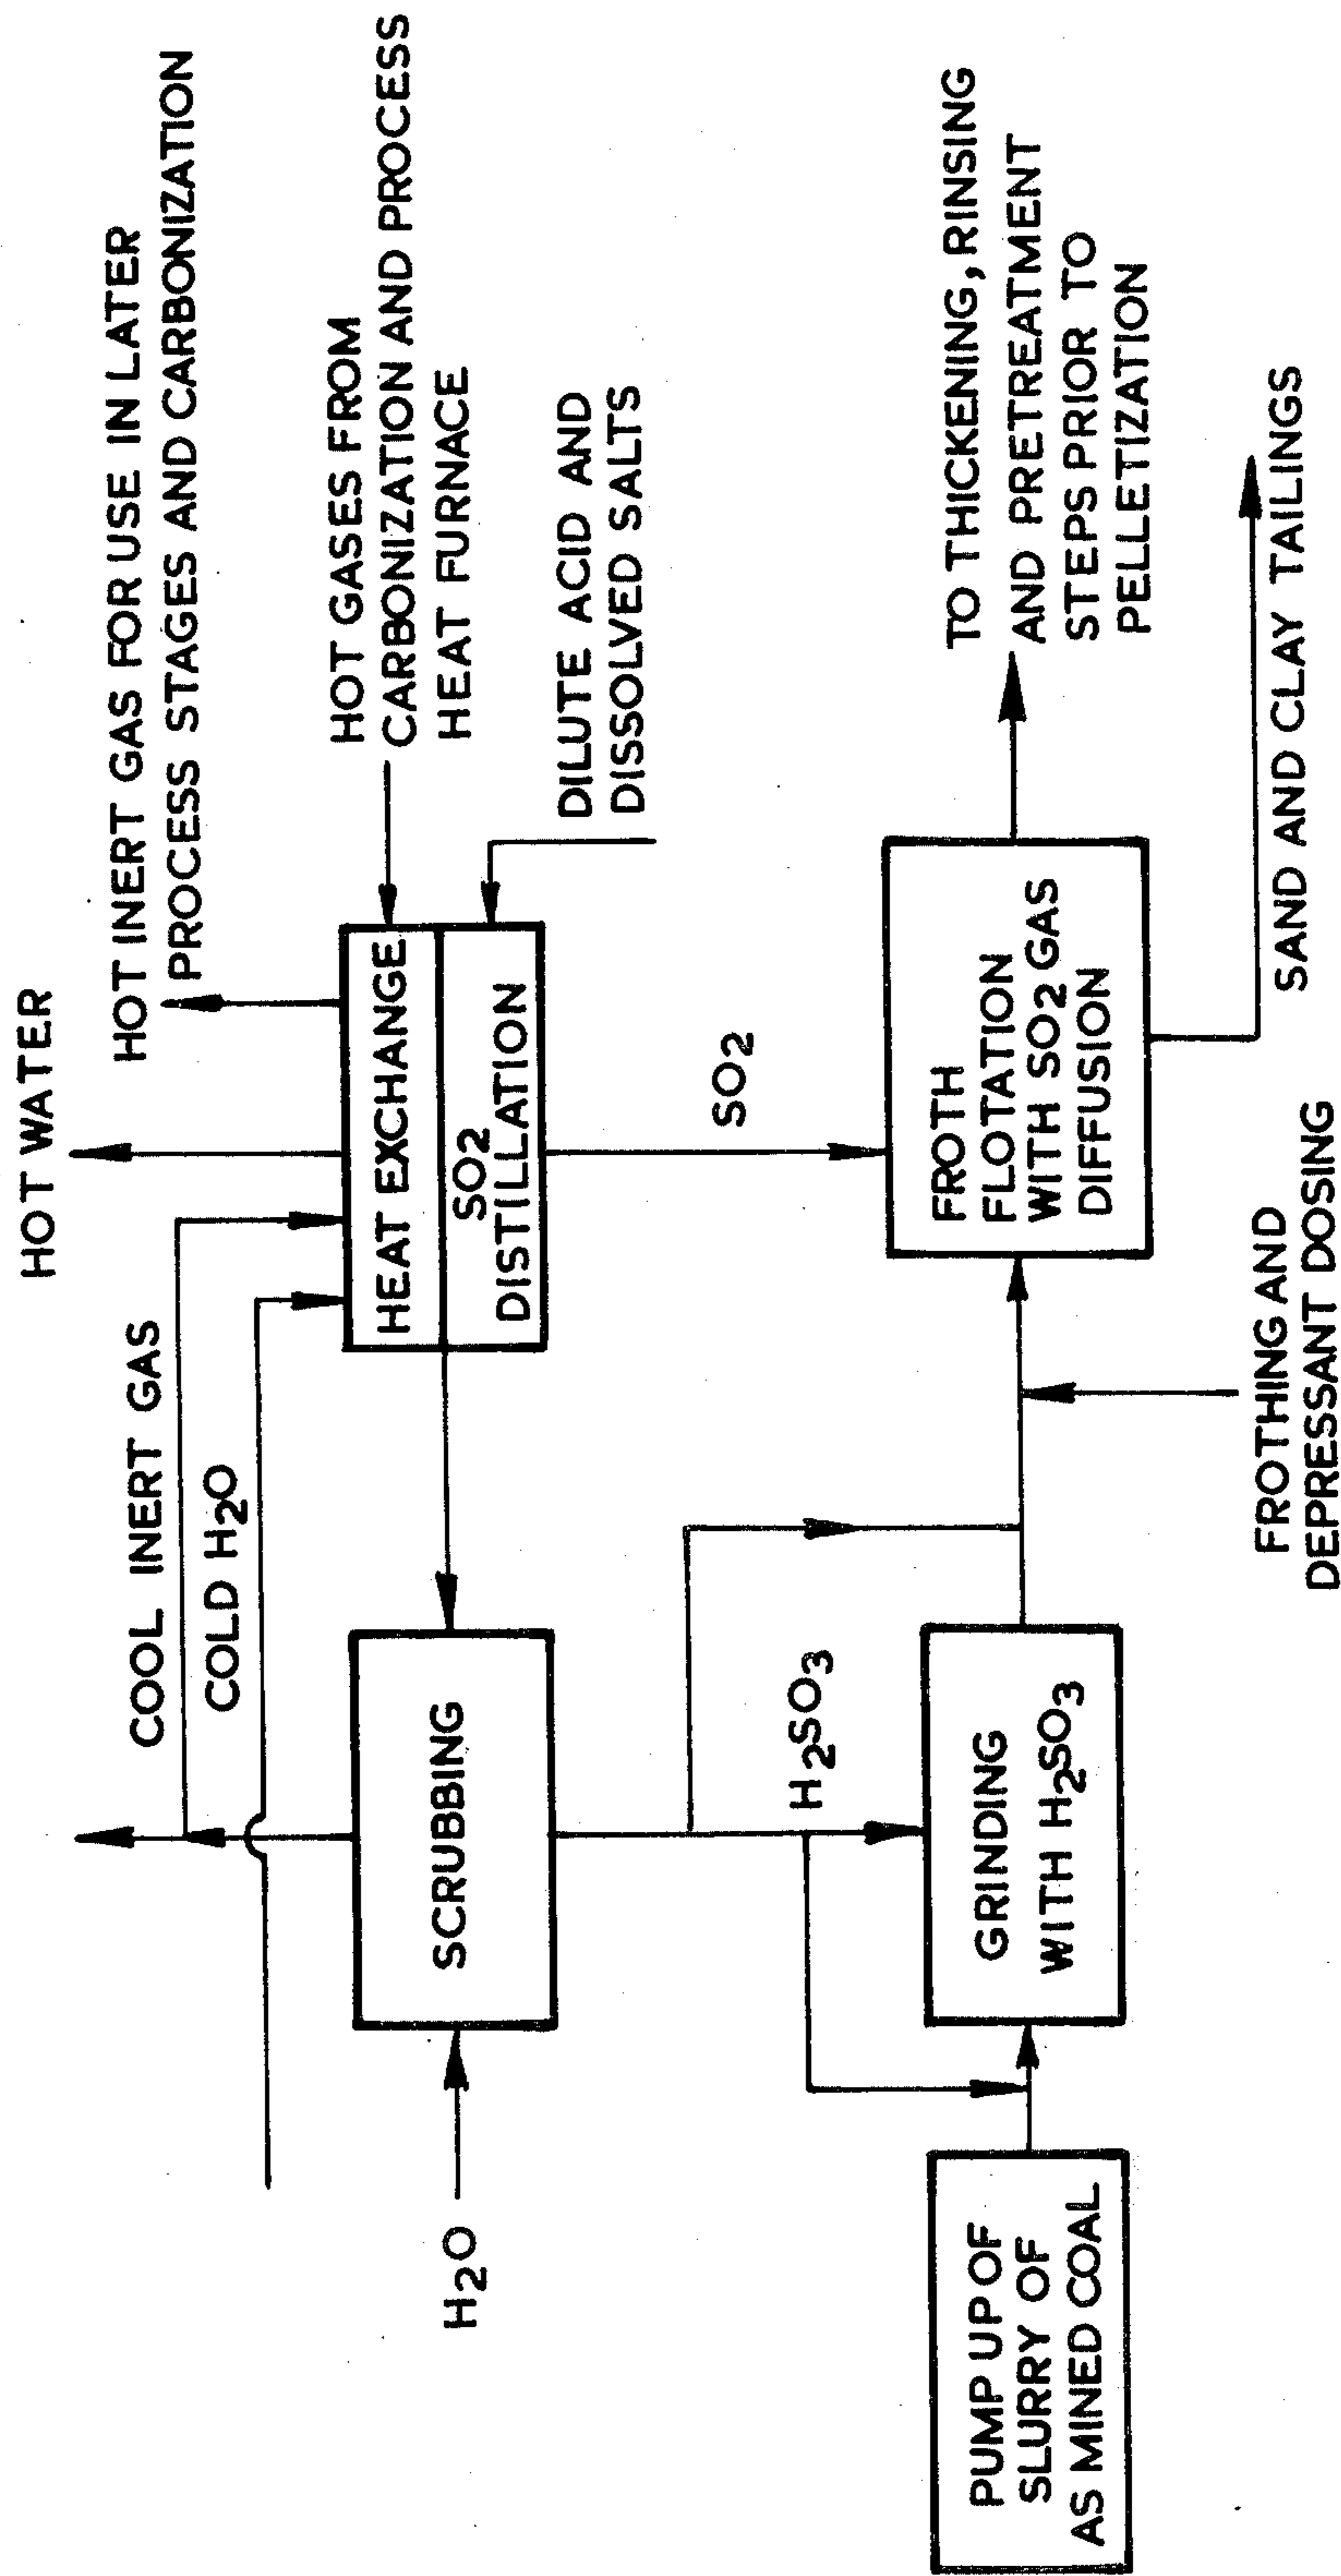 HOT WATER
HOT INERT GAS FOR USE IN LATER
PROCESS STAGES AND CARBONIZATION
COOL INERT GAS
COLD H2O
HOT GASES FROM
CARBONIZATION AND PROCESS
HEAT FURNACE
HEAT EXCHANGE
SO2
DISTILLATION
DILUTE ACID AND
DISSOLVED SALTS
H2O
SCRUBBING
SO2
H2SO3
PUMP UP OF
SLURRY OF
AS MINED COAL
GRINDING
WITH H2SO3
FROTH
FLOTATION
WITH SO2 GAS
DIFFUSION
TO THICKENING, RINSING
AND PRETREATMENT
STEPS PRIOR TO
PELLETIZATION
FROTHING AND
DEPRESSANT DOSING
SAND AND CLAY TAILINGS